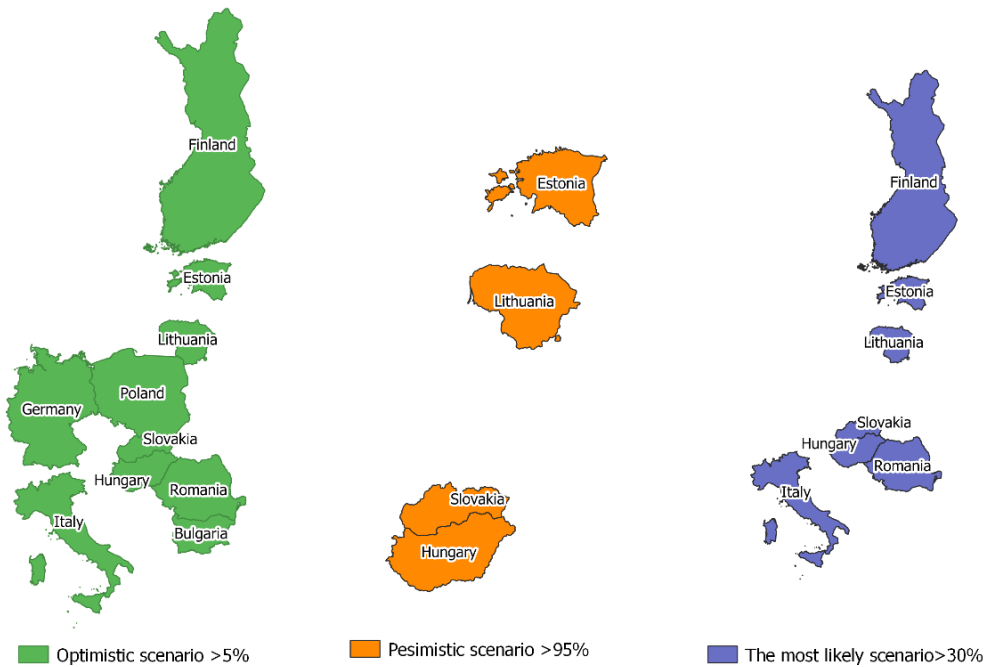 Finland
Estonia
Lithuania
Poland
Germany
Slovakia
Hungary
Romania
Italy
Bulgaria
Optimistic scenario >5%
Estonia
Lithuania
Slovakia
Hungary
Pesimistic scenario >95%
Finland
Estonia
Lithuania
Slovakia
Hungary
Romania
Italy
The most likely scenario>30%